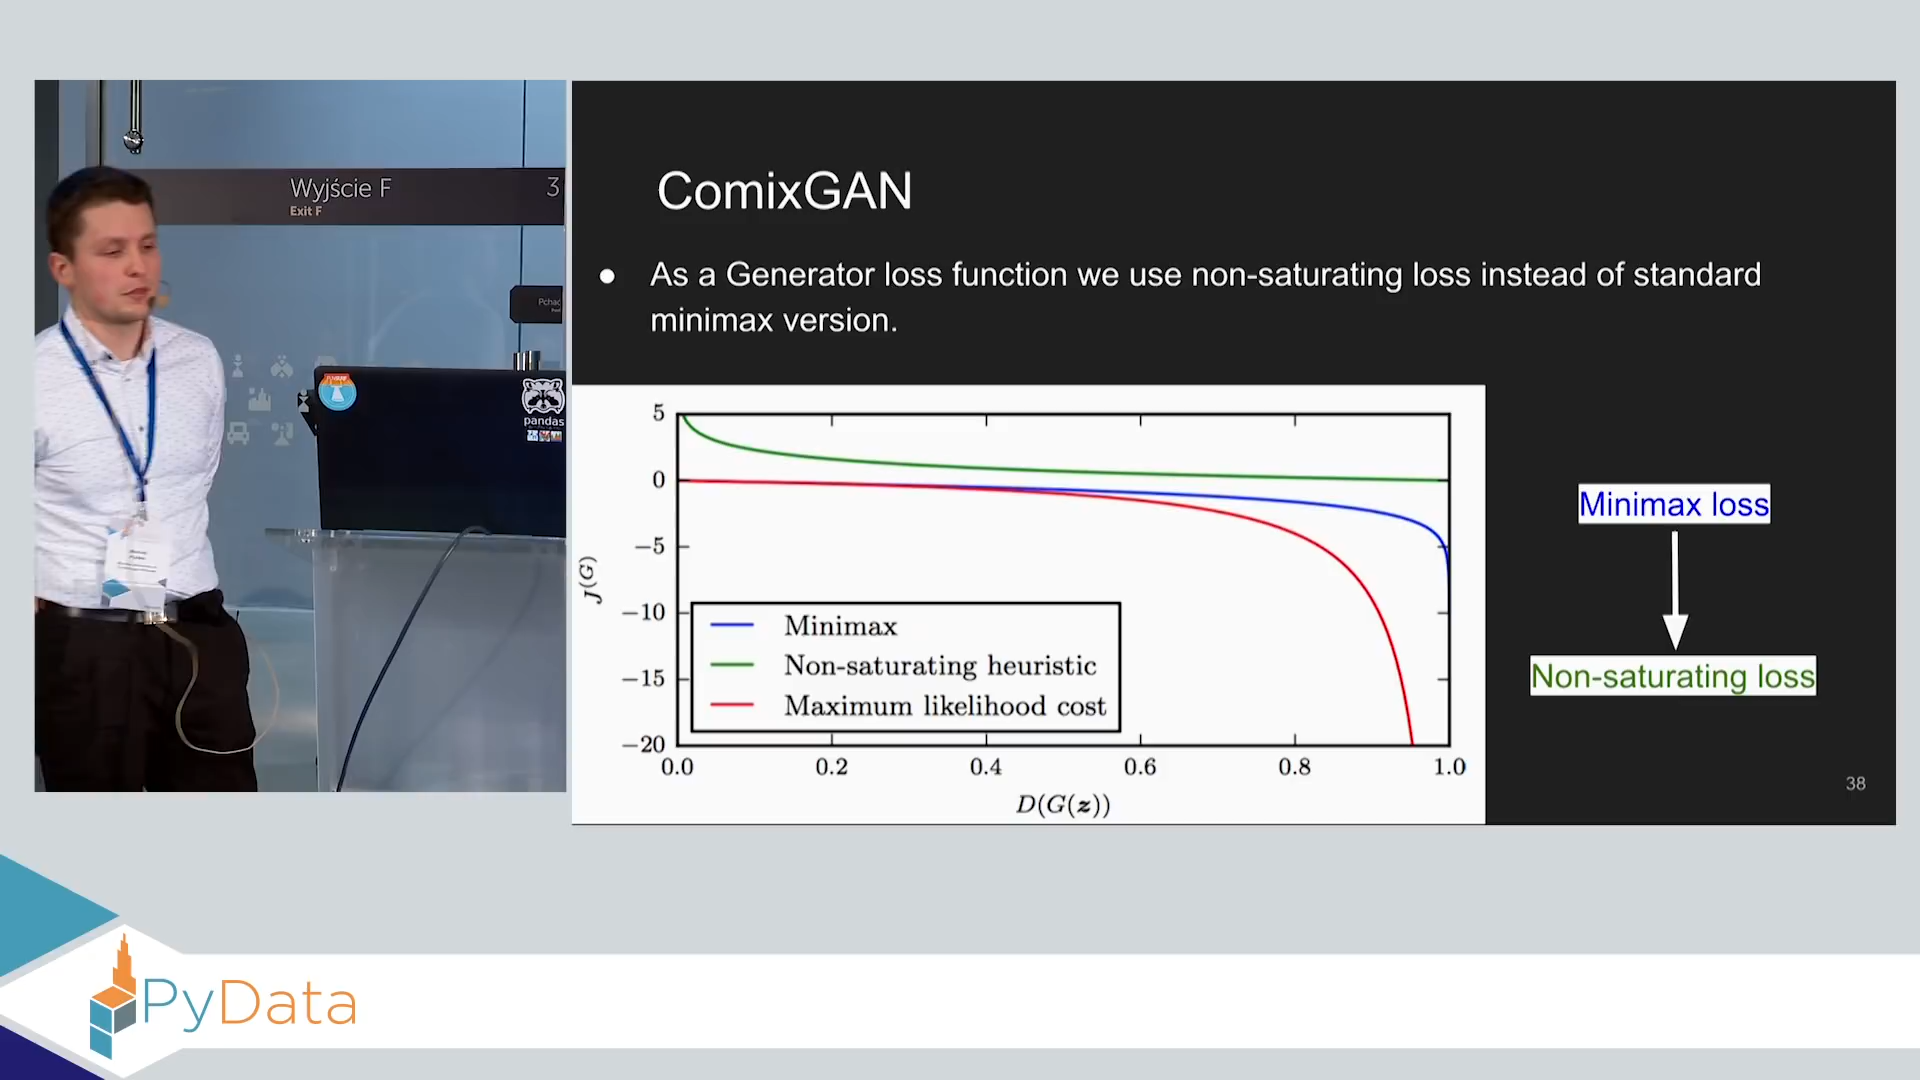 Wyjście F
3
Exit F
pandas
ComixGAN
● As a Generator loss function we use non-saturating loss instead of standard
minimax version.
5
0
−5
−10
−15
−20
J(G)
Minimax
Non-saturating heuristic
Maximum likelihood cost
0.0 0.2 0.4 0.6 0.8 1.0
D(G(z))
Minimax loss
Non-saturating loss
38
PyData